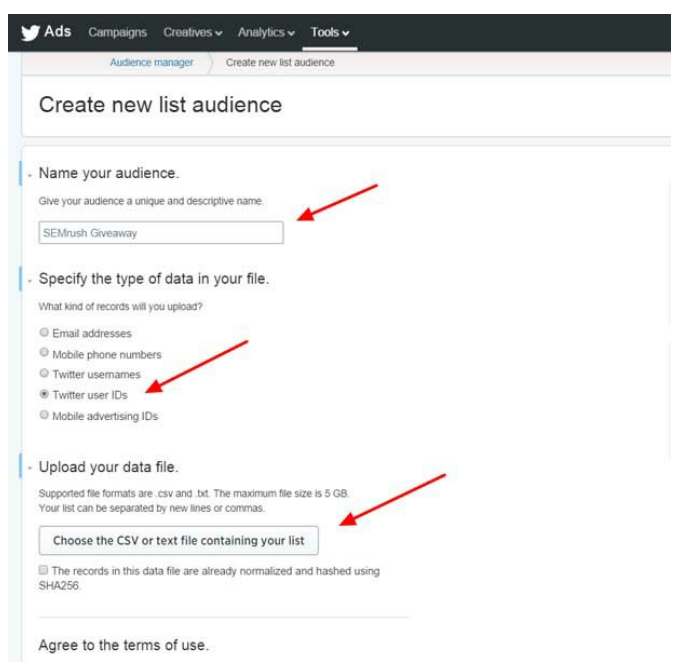 Ads Campaigns Creatives Analytics Tools
Audience manager Create new list audience
Create new list audience
Name your audience.
Give your audience a unique and descriptive name.
SEMrush Giveaway
Specify the type of data in your file.
What kind of records will you upload?
Email addresses
Mobile phone numbers
Twitter usernames
Twitter user IDs
Mobile advertising IDs
Upload your data file.
Supported file formats are .csv and .txt. The maximum file size is 5 GB.
Your list can be separated by new lines or commas.
Choose the CSV or text file containing your list
The records in this data file are already normalized and hashed using
SHA256.
Agree to the terms of use.